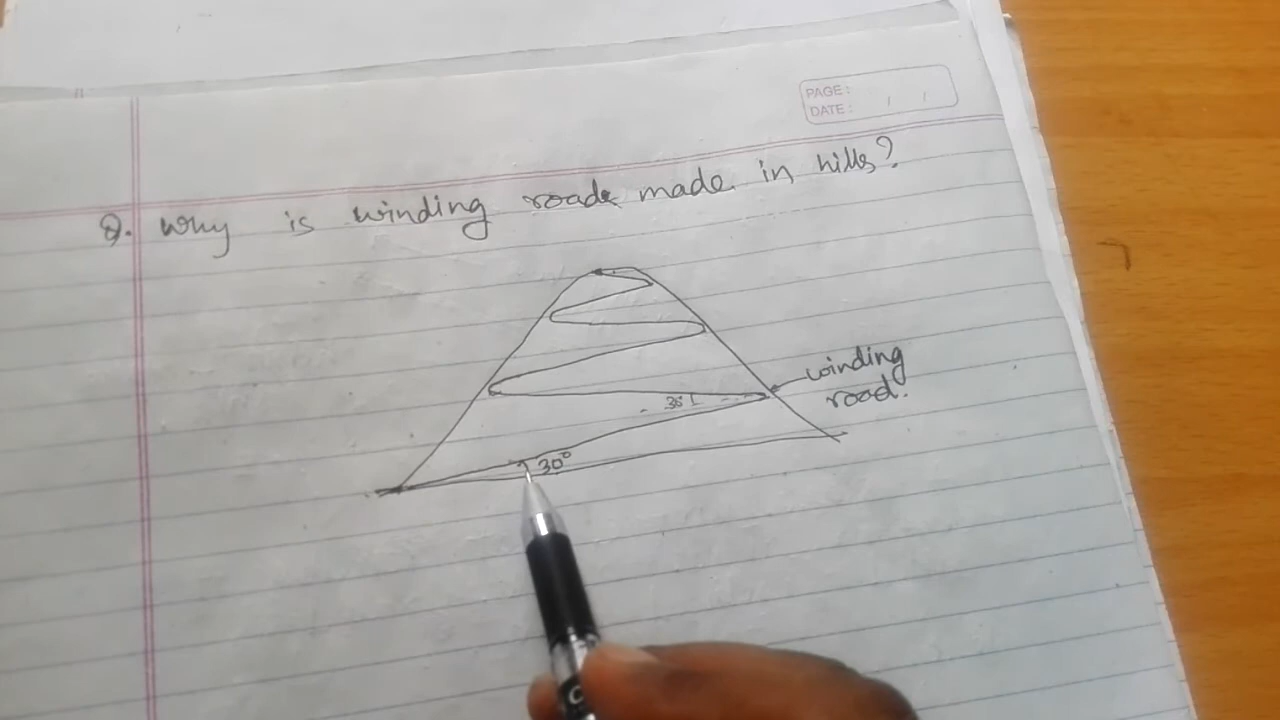 PAGE:
DATE: / /
Q. Why is winding roads made in hills?
winding
road.
30
30°